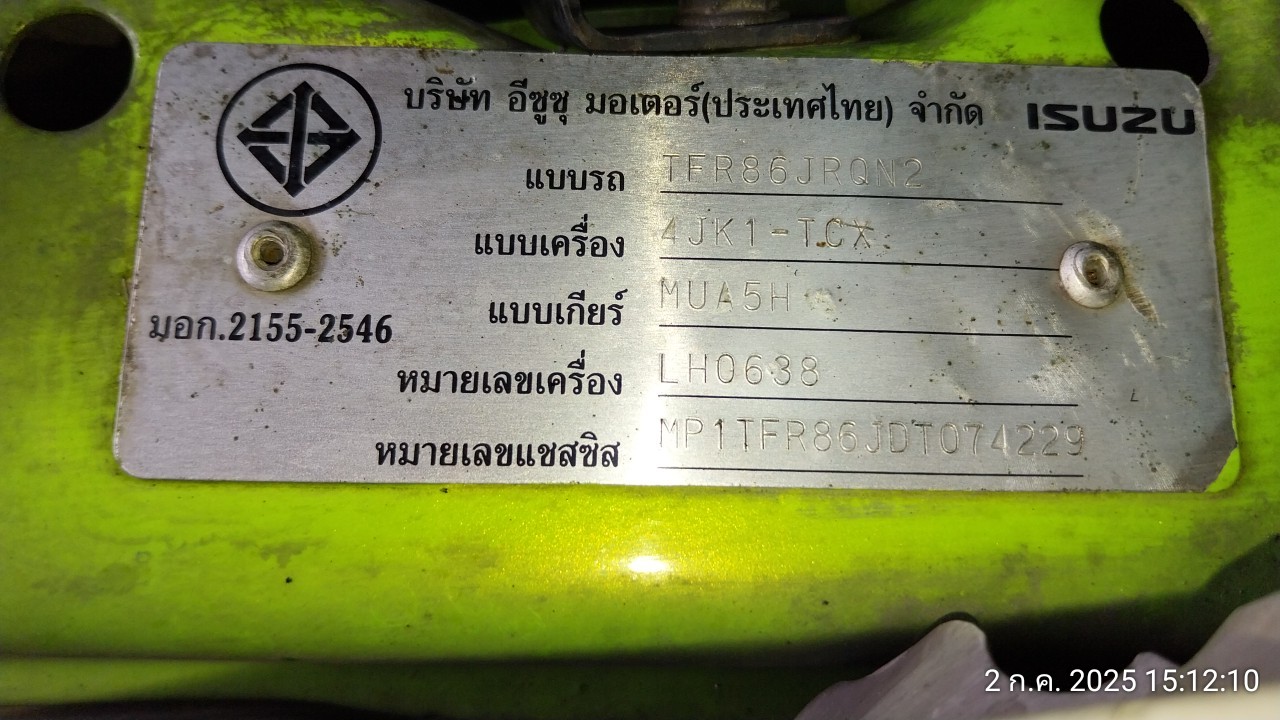 บริษัท อีซูซุ มอเตอร์(ประเทศไทย) จำกัด ISUZU
แบบรถ TFR86JRQN2
แบบเครื่อง 4JK1-TCX
แบบเกียร์ MUA5H
มอก.2155-2546
หมายเลขเครื่อง LH0638
หมายเลขแชสซิส MP1TFR86JDT074229
2 ก.ค. 2025 15:12:10